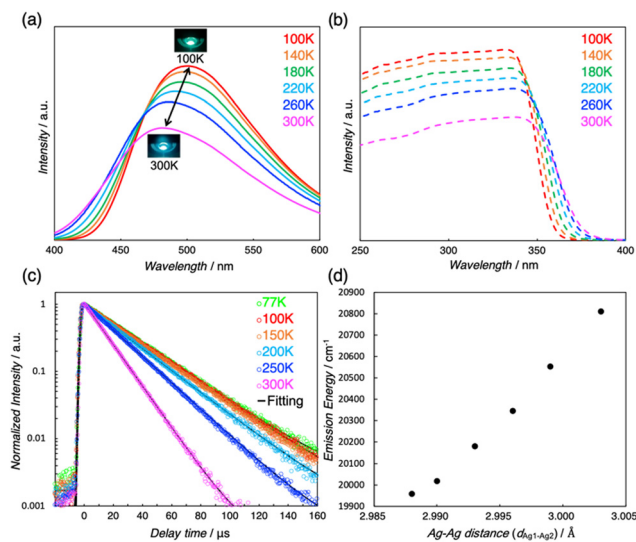 (a)
100K
300K
100K
140K
180K
220K
260K
300K
Intensity / a.u.
400 450 500 550 600
Wavelength / nm
(b)
100K
140K
180K
220K
260K
300K
Intensity / a.u.
250 300 350 400
Wavelength / nm
(c)
77K
100K
150K
200K
250K
300K
Fitting
Normalized Intensity / a.u.
1
0.1
0.01
0.001
0 20 40 60 80 100 120 140 160
Delay time / μs
(d)
Emission Energy / cm⁻¹
20900
20800
20700
20600
20500
20400
20300
20200
20100
20000
19900
2.985 2.990 2.995 3.000 3.005
Ag-Ag distance (dAg1-Ag2) / Å